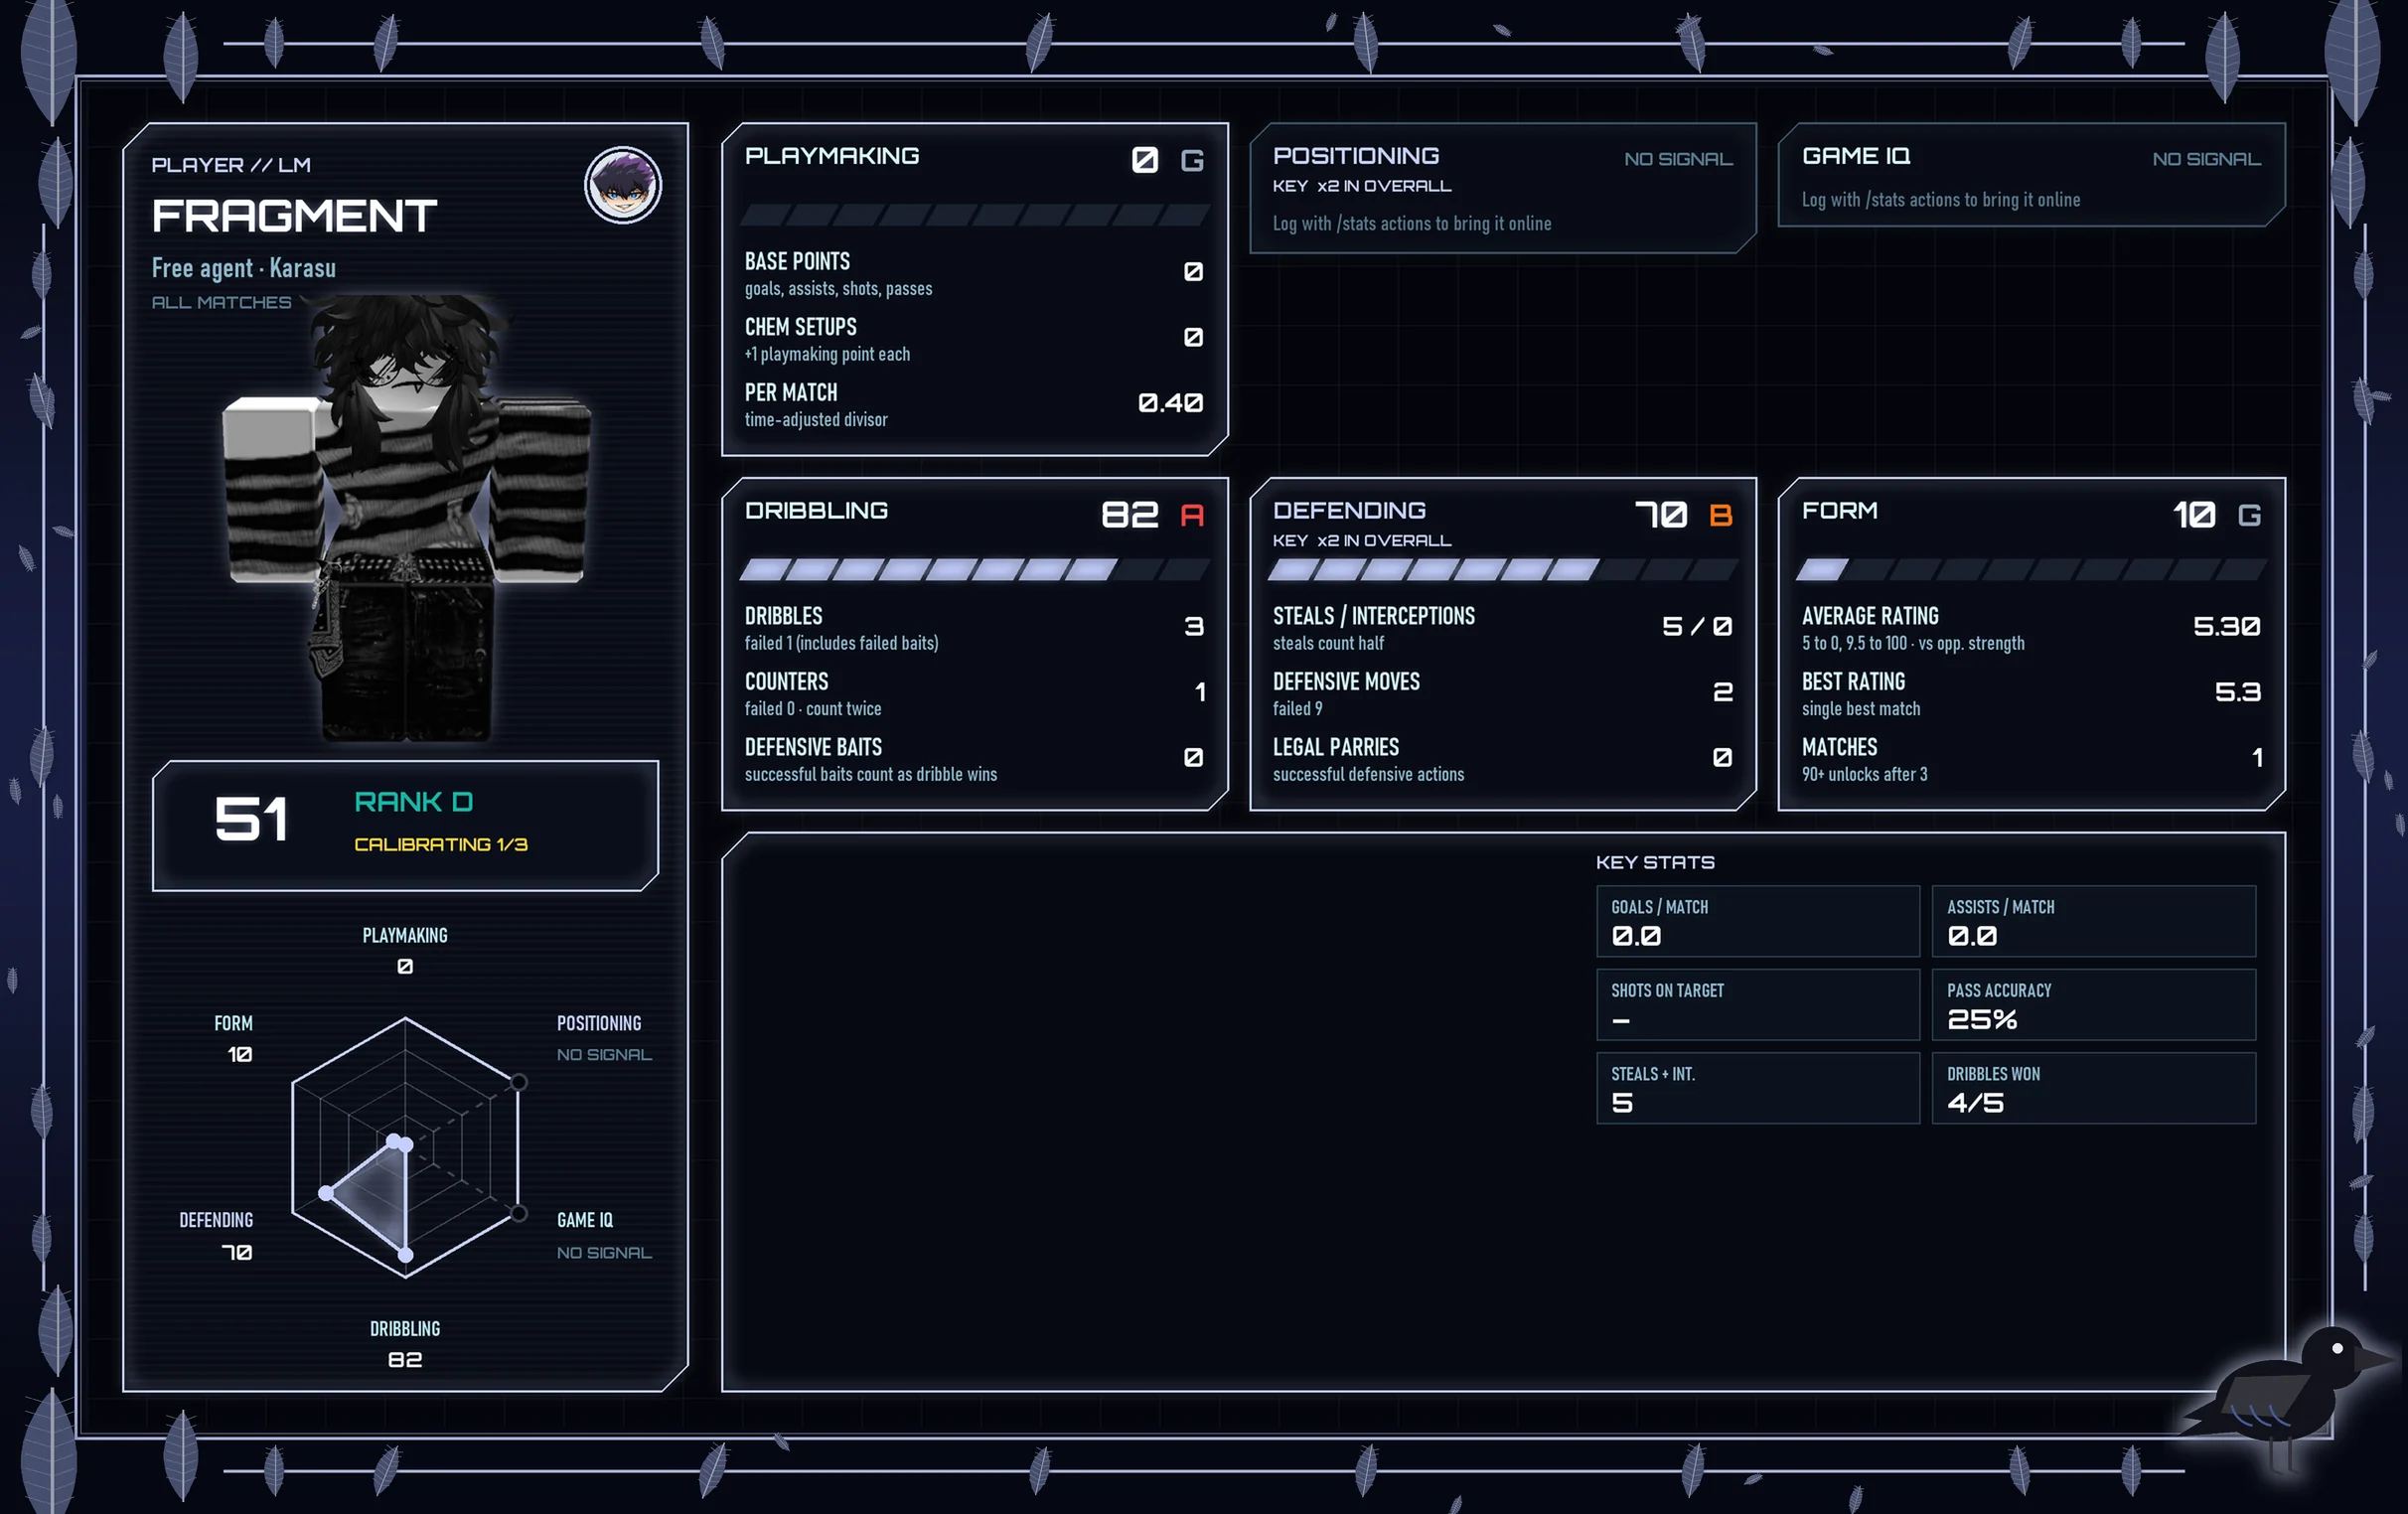 PLAYER // LM
FRAGMENT
Free agent · Karasu
ALL MATCHES
51
RANK D
CALIBRATING 1/3
PLAYMAKING
0
FORM
10
POSITIONING
NO SIGNAL
DEFENDING
70
GAME IQ
NO SIGNAL
DRIBBLING
82
PLAYMAKING 0 G
BASE POINTS 0
goals, assists, shots, passes
CHEM SETUPS 0
+1 playmaking point each
PER MATCH 0.40
time-adjusted divisor
POSITIONING NO SIGNAL
KEY x2 IN OVERALL
Log with /stats actions to bring it online
GAME IQ NO SIGNAL
Log with /stats actions to bring it online
DRIBBLING 82 A
DRIBBLES 3
failed 1 (includes failed baits)
COUNTERS 1
failed 0 · count twice
DEFENSIVE BAITS 0
successful baits count as dribble wins
DEFENDING 70 B
KEY x2 IN OVERALL
STEALS / INTERCEPTIONS 5 / 0
steals count half
DEFENSIVE MOVES 2
failed 9
LEGAL PARRIES 0
successful defensive actions
FORM 10 G
AVERAGE RATING 5.30
5 to 0, 9.5 to 100 · vs opp. strength
BEST RATING 5.3
single best match
MATCHES 1
90+ unlocks after 3
KEY STATS
GOALS / MATCH
0.0
ASSISTS / MATCH
0.0
SHOTS ON TARGET
–
PASS ACCURACY
25%
STEALS + INT.
5
DRIBBLES WON
4/5